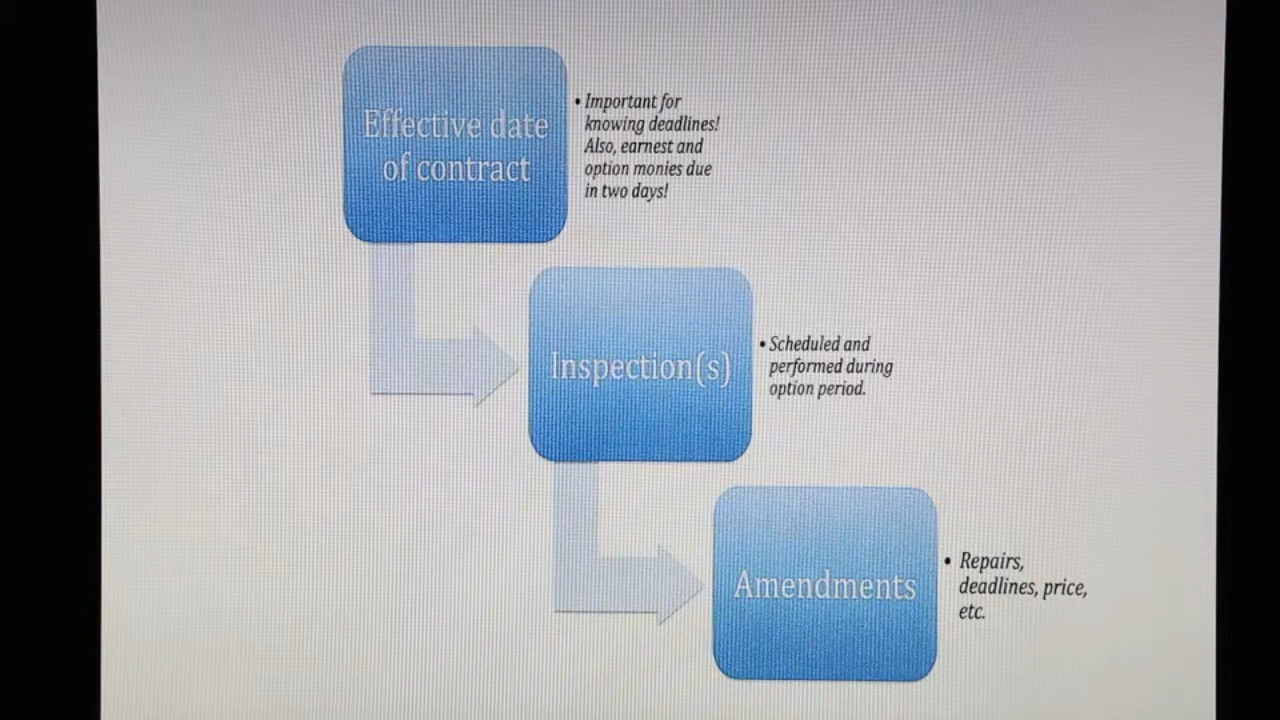 Effective date
of contract
• Important for
knowing deadlines!
Also, earnest and
option monies due
in two days!
Inspection(s)
• Scheduled and
performed during
option period.
Amendments
• Repairs,
deadlines, price,
etc.